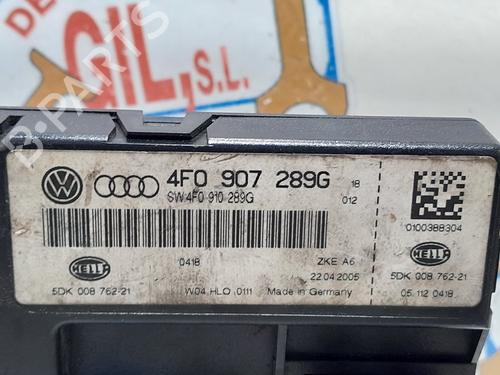 DE
GIL, S.L.
B-PARTS
4F0 907 289G 18
SW:4F0 910 289G 012
0100388304
0418 ZKE A6
22.04.2005
HELLA HELLA
5DK 008 762-21 W04 HLO 0111 Made in Germany
5DK 008 762-21
05 112 0418